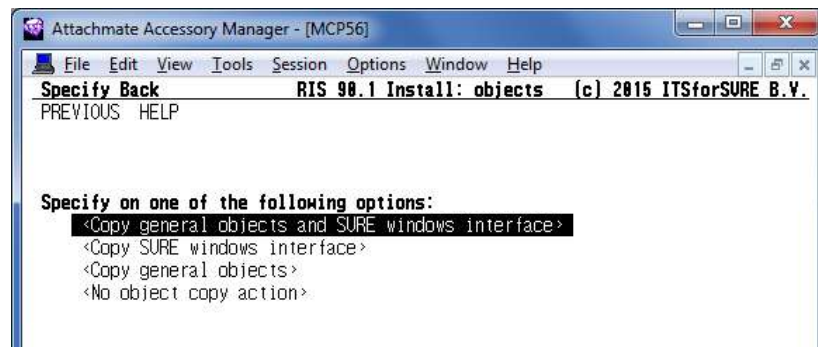 Attachmate Accessory Manager - [MCP56]
File Edit View Tools Session Options Window Help
Specify Back RIS 90.1 Install: objects (c) 2015 ITSforSURE B.V.
PREVIOUS HELP
Specify on one of the following options:
<Copy general objects and SURE windows interface>
<Copy SURE windows interface>
<Copy general objects>
<No object copy action>